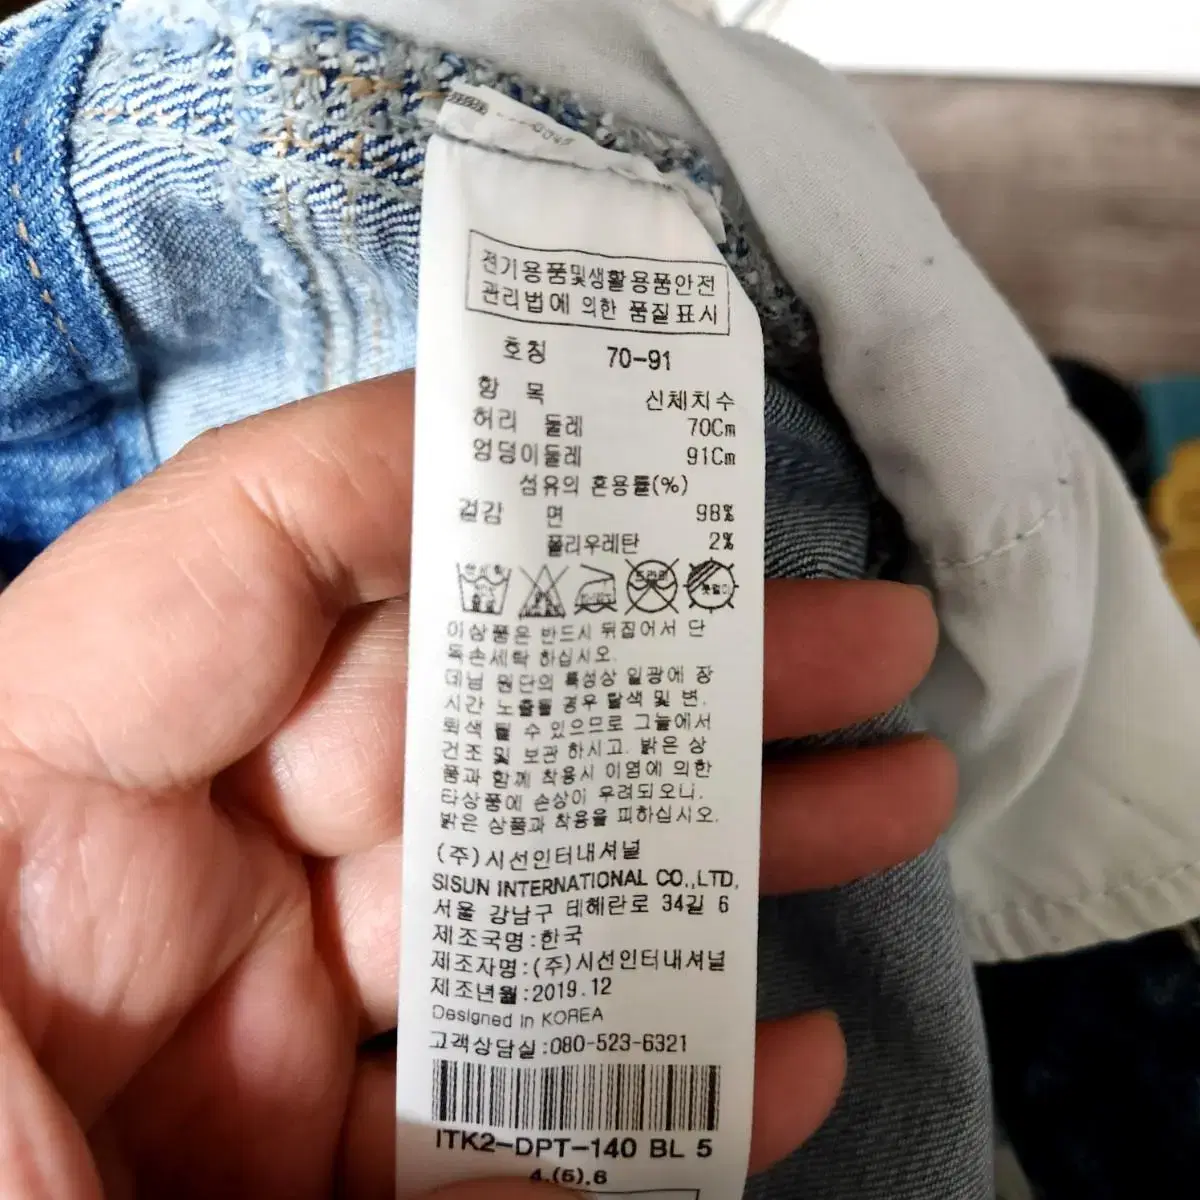 전기용품및생활용품안전
관리법에 의한 품질표시
호칭 70-91
항 목 신체치수
허리 둘레 70Cm
엉덩이둘레 91Cm
섬유의 혼용률(%)
겉감 면 98%
폴리우레탄 2%
드라이
이상품은 반드시 뒤집어서 단
독손세탁 하십시오.
데님 원단의 특성상 일광에 장
시간 노출될 경우 탈색 및 변.
퇴색 될 수 있으므로 그늘에서
건조 및 보관 하시고. 밝은 상
품과 함께 착용시 이염에 의한
타상품에 손상이 우려되오니.
밝은 상품과 착용을 피하십시오.
(주)시선인터내셔널
SISUN INTERNATIONAL CO.,LTD,
서울 강남구 테헤란로 34길 6
제조국명:한국
제조자명:(주)시선인터내셔널
제조년월:2019.12
Designed in KOREA
고객상담실:080-523-6321
ITK2-DPT-140 BL 5
4.(5).6